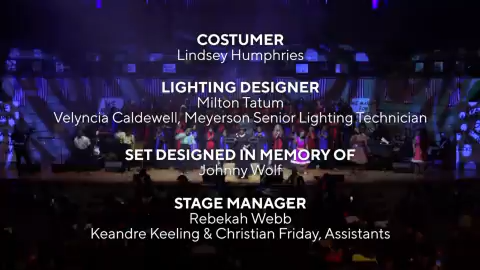 COSTUMER
Lindsey Humphries
LIGHTING DESIGNER
Milton Tatum
Velyncia Caldwell, Meyerson Senior Lighting Technician
SET DESIGNED IN MEMORY OF
Johnny Wolf
STAGE MANAGER
Rebekah Webb
Keandre Keeling & Christian Friday, Assistants